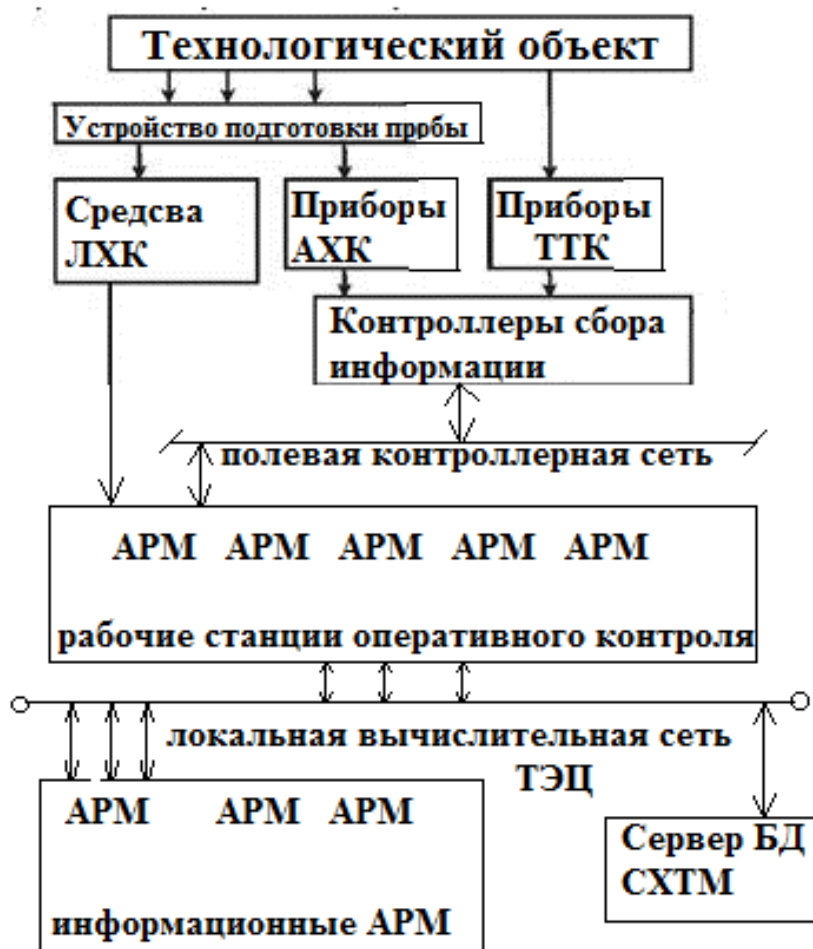 Технологический объект
Устройство подготовки пробы
Средсва
ЛХК
Приборы
АХК
Приборы
ТТК
Контроллеры сбора
информации
полевая контроллерная сеть
АРМ АРМ АРМ АРМ АРМ
рабочие станции оперативного контроля
локальная вычислительная сеть
ТЭЦ
АРМ АРМ АРМ
информационные АРМ
Сервер БД
СХТМ